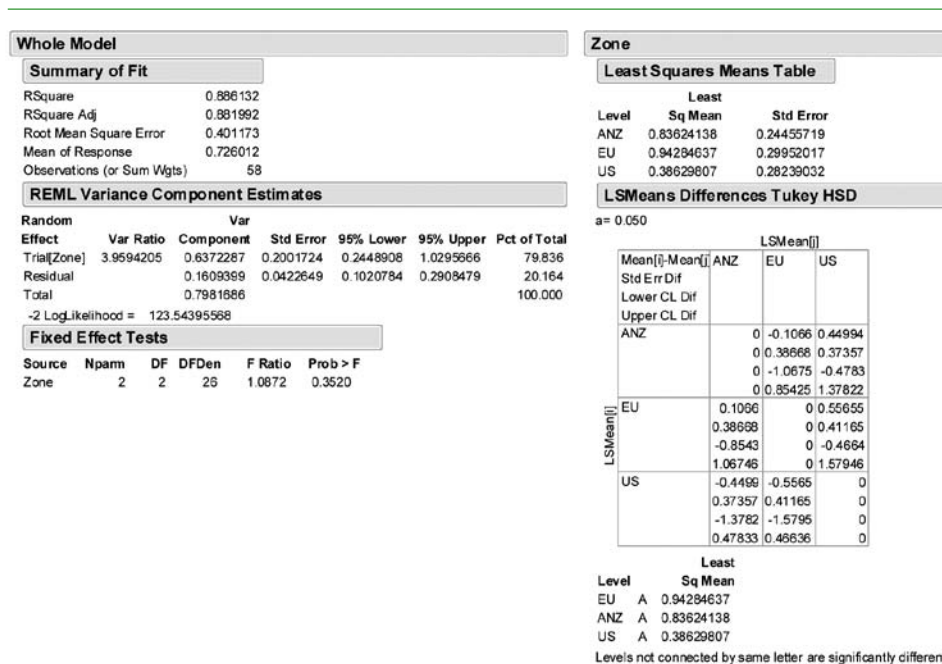 Whole Model
Summary of Fit
RSquare 0.886132
RSquare Adj 0.881992
Root Mean Square Error 0.401173
Mean of Response 0.726012
Observations (or Sum Wgts) 58
REML Variance Component Estimates
Random Var
Effect Var Ratio Component Std Error 95% Lower 95% Upper Pct of Total
Trial[Zone] 3.9594205 0.6372287 0.2001724 0.2448908 1.0295666 79.836
Residual 0.1609399 0.0422649 0.1020784 0.2908479 20.164
Total 0.7981686 100.000
-2 LogLikelihood = 123.54395568
Fixed Effect Tests
Source Nparm DF DFDen F Ratio Prob > F
Zone 2 2 26 1.0872 0.3520
Zone
Least Squares Means Table
Least
Level Sq Mean Std Error
ANZ 0.83624138 0.24455719
EU 0.94284637 0.29952017
US 0.38629807 0.28239032
LSMeans Differences Tukey HSD
a= 0.050
LSMean[j]
Mean[i]-Mean[j] ANZ EU US
Std Err Dif
Lower CL Dif
Upper CL Dif
ANZ 0 -0.1066 0.44994
0 0.38668 0.37357
0 -1.0675 -0.4783
0 0.85425 1.37822
LSMean[i]
EU 0.1066 0 0.55655
0.38668 0 0.41165
-0.8543 0 -0.4664
1.06746 0 1.57946
US -0.4499 -0.5565 0
0.37357 0.41165 0
-1.3782 -1.5795 0
0.47833 0.46636 0
Least
Level Sq Mean
EU A 0.94284637
ANZ A 0.83624138
US A 0.38629807
Levels not connected by same letter are significantly differen